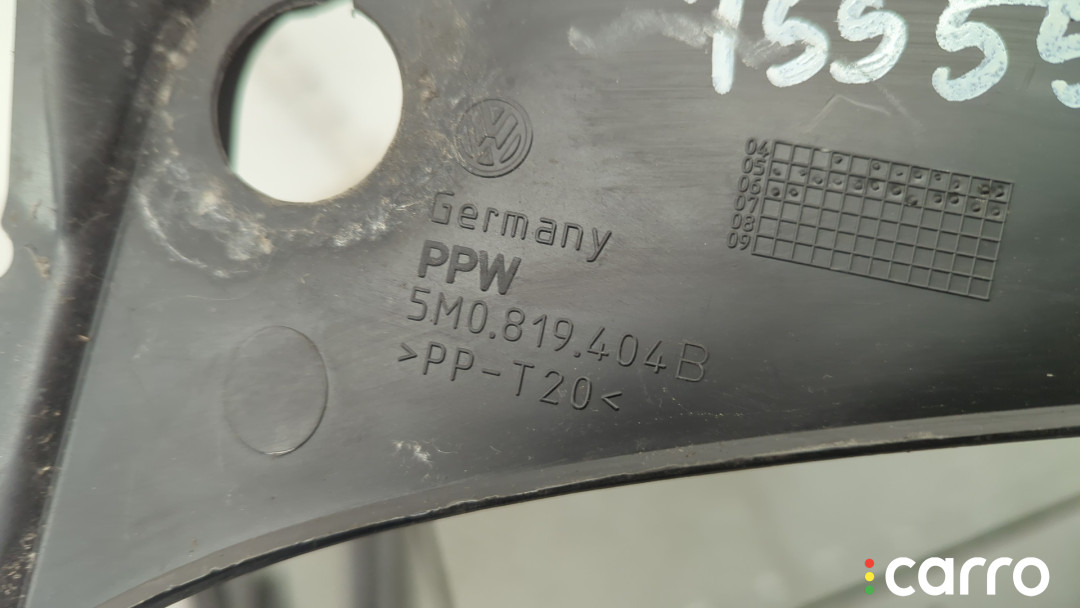 1555
04
05
06
07
08
09
Germany
PPW
5M0.819.404B
>PP-T20<
carro